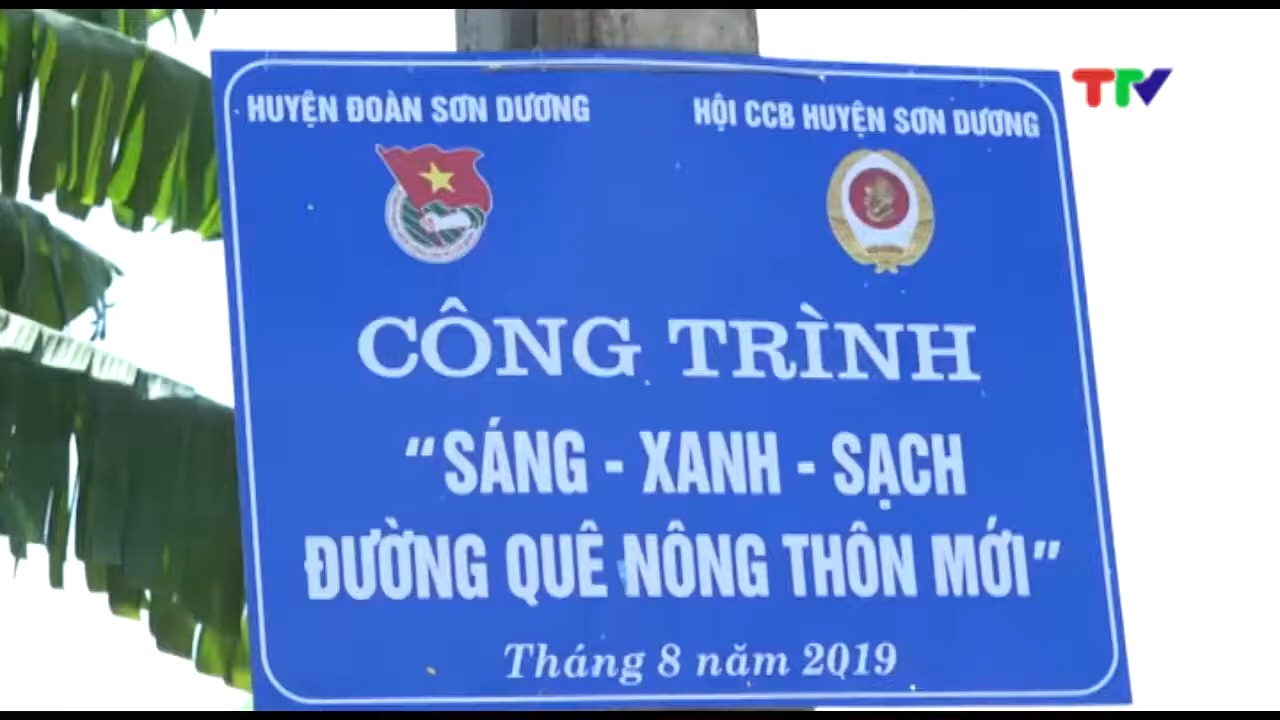 HUYỆN ĐOÀN SƠN DƯƠNG
HỘI CCB HUYỆN SƠN DƯƠNG
TTV
CÔNG TRÌNH
“SÁNG - XANH - SẠCH
ĐƯỜNG QUÊ NÔNG THÔN MỚI”
Tháng 8 năm 2019